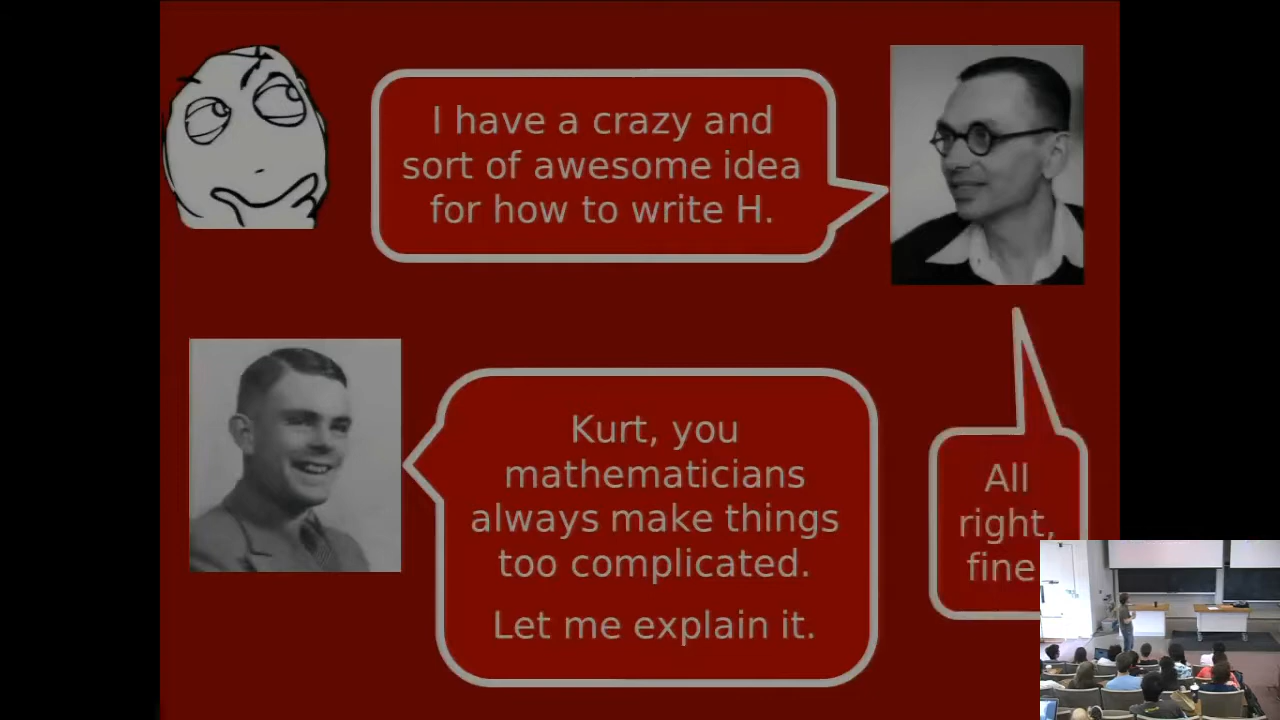 I have a crazy and
sort of awesome idea
for how to write H.
Kurt, you
mathematicians
always make things
too complicated.
Let me explain it.
All
right,
fine